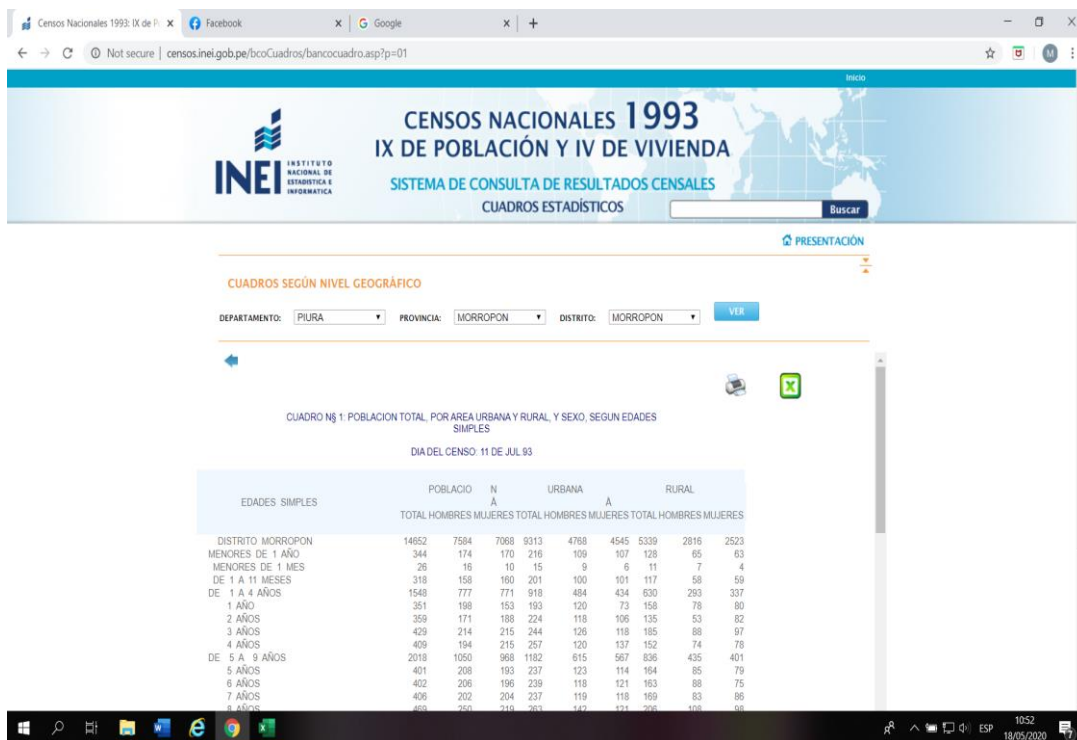 Censos Nacionales 1993: IX de P
Facebook
Google
Not secure | censos.inei.gob.pe/bcoCuadros/bancocuadro.asp?p=01
M
Inicio
INEI
INSTITUTO
NACIONAL DE
ESTADISTICA E
INFORMATICA
CENSOS NACIONALES 1993
IX DE POBLACIÓN Y IV DE VIVIENDA
SISTEMA DE CONSULTA DE RESULTADOS CENSALES
CUADROS ESTADÍSTICOS
Buscar
PRESENTACIÓN
CUADROS SEGÚN NIVEL GEOGRÁFICO
DEPARTAMENTO: PIURA PROVINCIA: MORROPON DISTRITO: MORROPON VER
CUADRO N§ 1: POBLACION TOTAL, POR AREA URBANA Y RURAL, Y SEXO, SEGUN EDADES
SIMPLES
DIA DEL CENSO: 11 DE JUL.93
POBLACIO N URBANA RURAL
EDADES SIMPLES A A
TOTAL HOMBRES MUJERES TOTAL HOMBRES MUJERES TOTAL HOMBRES MUJERES
DISTRITO MORROPON 14652 7584 7068 9313 4768 4545 5339 2816 2523
MENORES DE 1 AÑO 344 174 170 216 109 107 128 65 63
MENORES DE 1 MES 26 16 10 15 9 6 11 7 4
DE 1 A 11 MESES 318 158 160 201 100 101 117 58 59
DE 1 A 4 AÑOS 1548 777 771 918 484 434 630 293 337
1 AÑO 351 198 153 193 120 73 158 78 80
2 AÑOS 359 171 188 224 118 106 135 53 82
3 AÑOS 429 214 215 244 126 118 185 88 97
4 AÑOS 409 194 215 257 120 137 152 74 78
DE 5 A 9 AÑOS 2018 1050 968 1182 615 567 836 435 401
5 AÑOS 401 208 193 237 123 114 164 85 79
6 AÑOS 402 206 196 239 118 121 163 88 75
7 AÑOS 406 202 204 237 119 118 169 83 86
8 AÑOS 469 250 219 263 142 121 206 108 98
ESP
10:52
18/05/2020